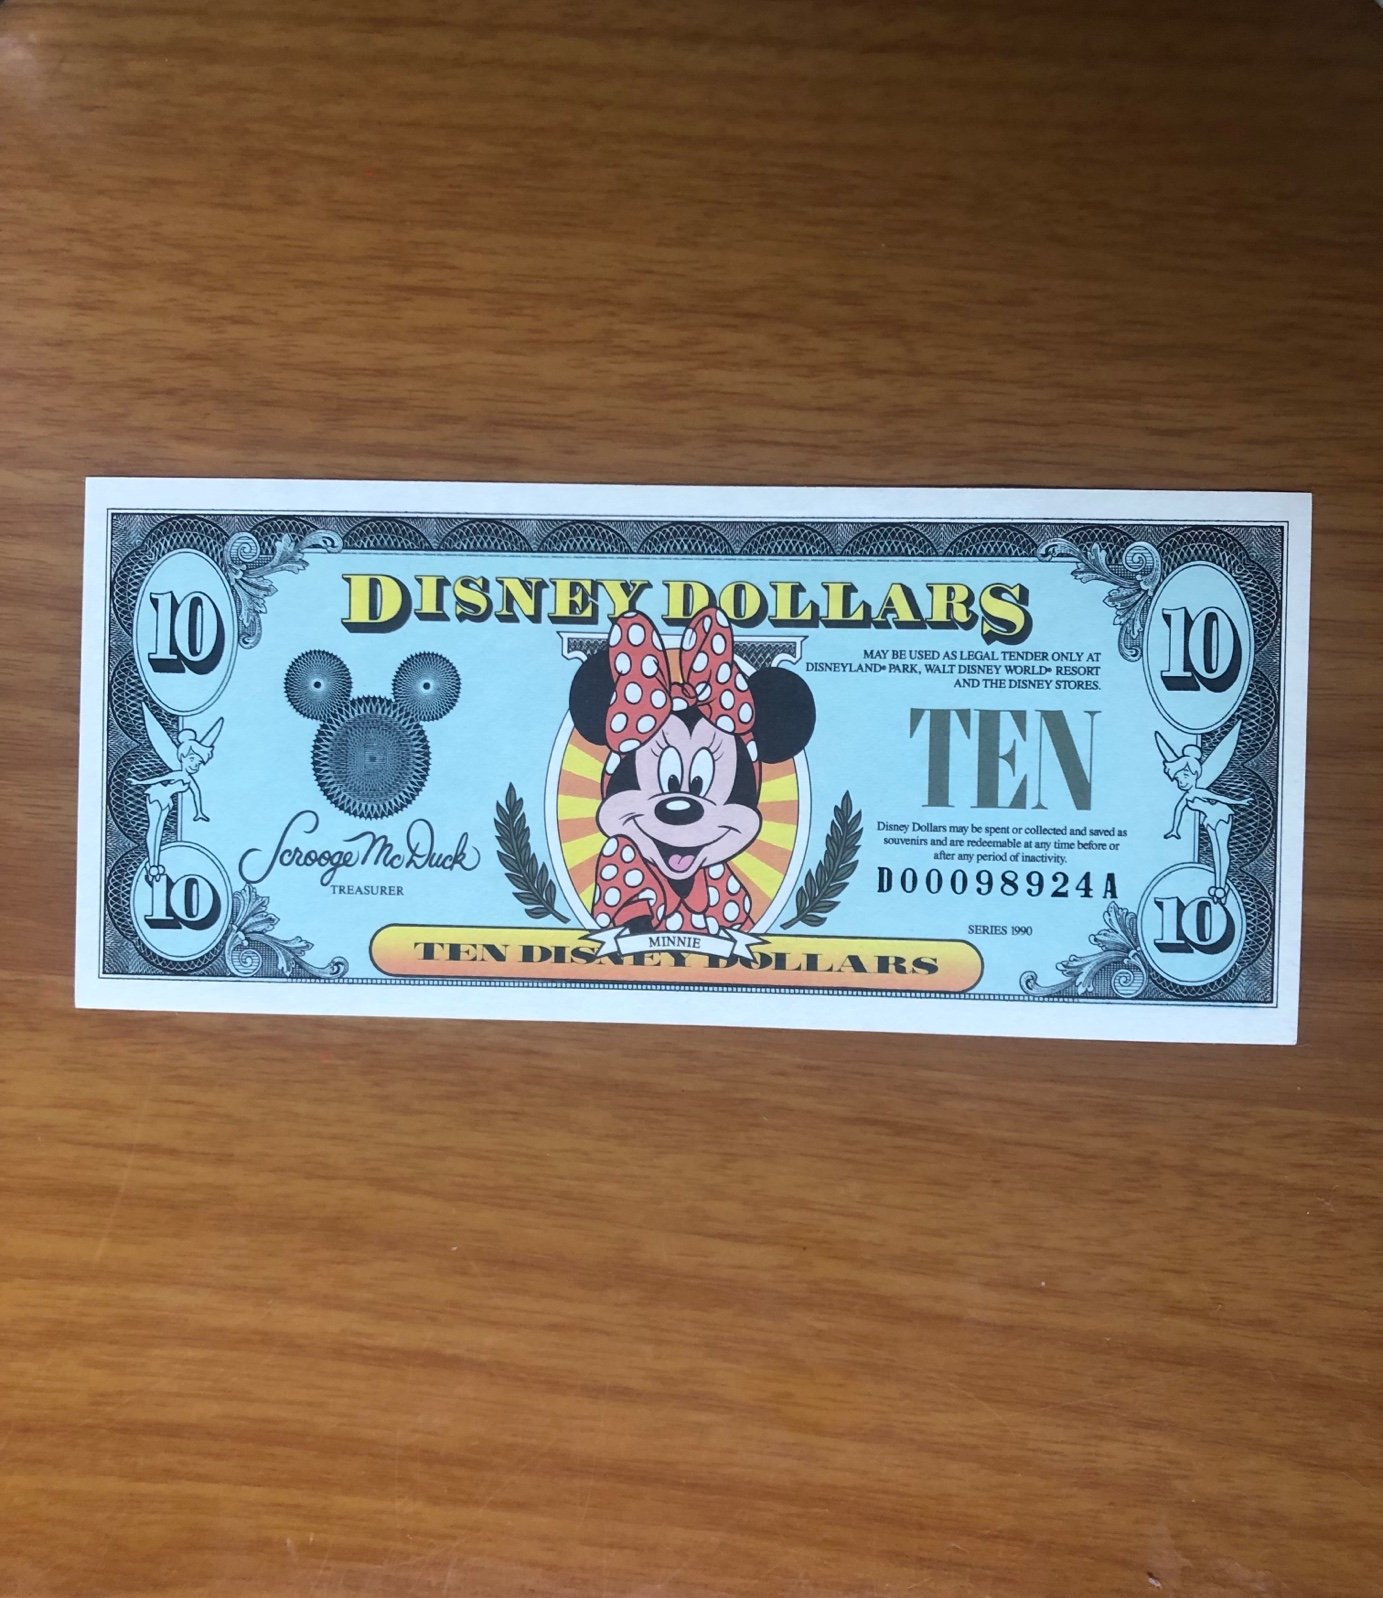 10
DISNEY DOLLARS
10
MAY BE USED AS LEGAL TENDER ONLY AT
DISNEYLAND® PARK, WALT DISNEY WORLD® RESORT
AND THE DISNEY STORES.
TEN
Scrooge McDuck
TREASURER
Disney Dollars may be spent or collected and saved as
souvenirs and are redeemable at any time before or
after any period of inactivity.
D00098924A
SERIES 1990
10
MINNIE
TEN DISNEY DOLLARS
10